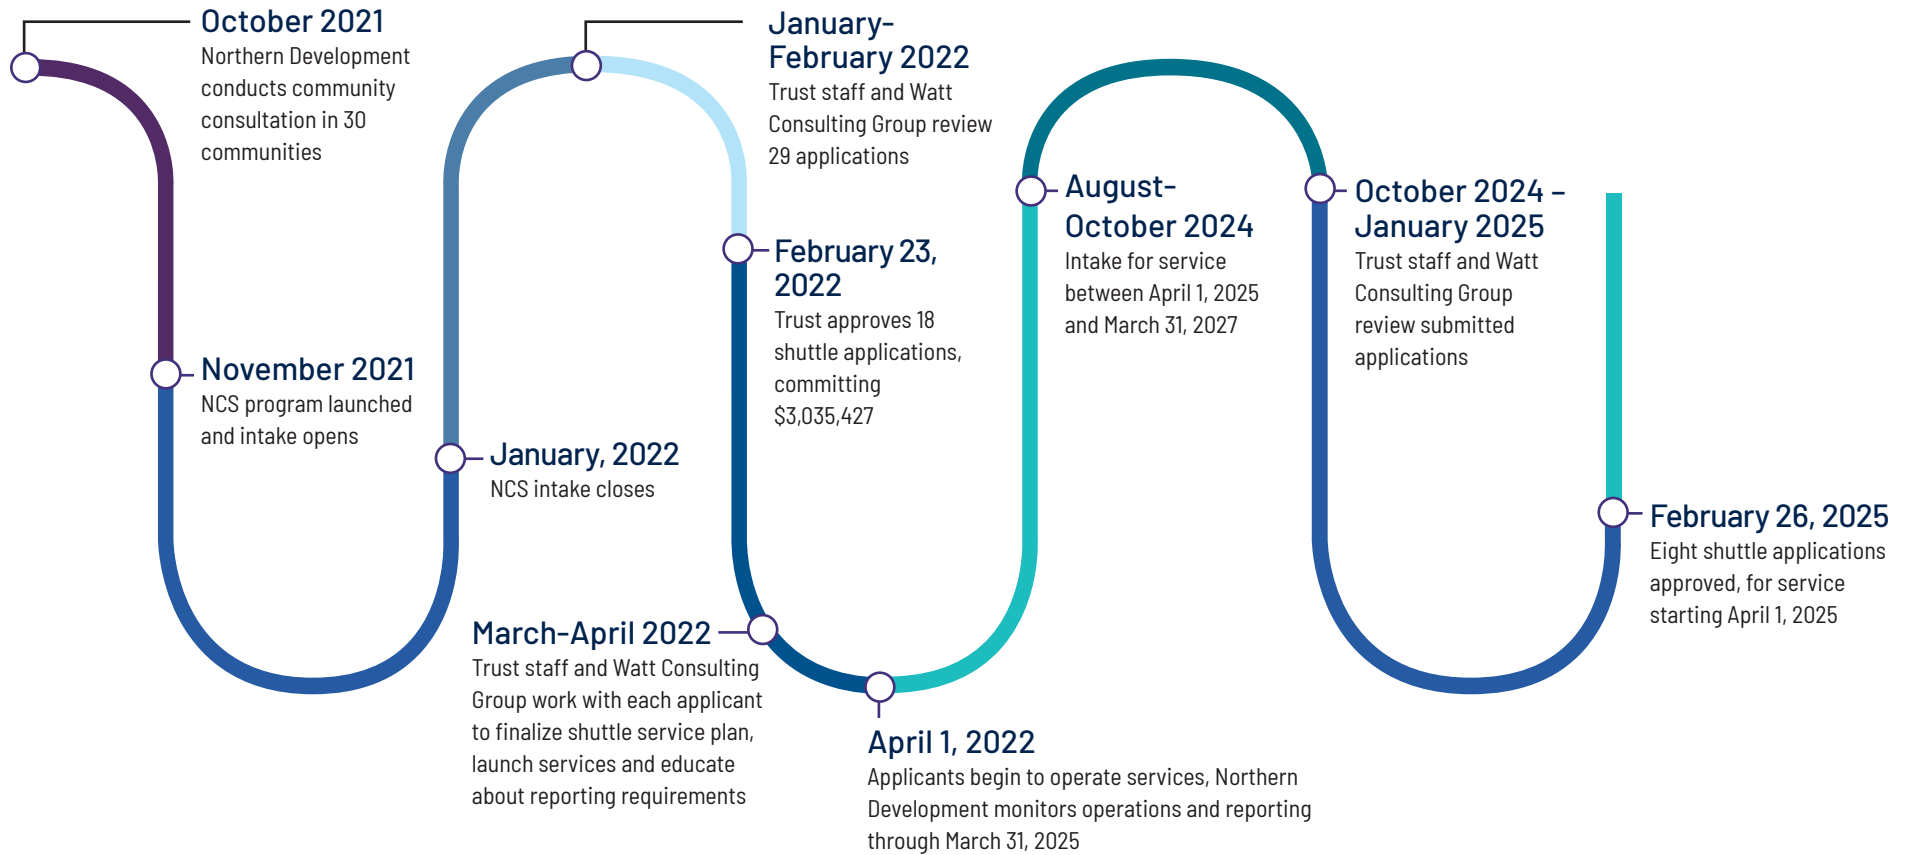 October 2021
Northern Development
conducts community
consultation in 30
communities
November 2021
NCS program launched
and intake opens
January, 2022
NCS intake closes
January-
February 2022
Trust staff and Watt
Consulting Group review
29 applications
February 23,
2022
Trust approves 18
shuttle applications,
committing
$3,035,427
March-April 2022
Trust staff and Watt Consulting
Group work with each applicant
to finalize shuttle service plan,
launch services and educate
about reporting requirements
April 1, 2022
Applicants begin to operate services, Northern
Development monitors operations and reporting
through March 31, 2025
August-
October 2024
Intake for service
between April 1, 2025
and March 31, 2027
October 2024 –
January 2025
Trust staff and Watt
Consulting Group
review submitted
applications
February 26, 2025
Eight shuttle applications
approved, for service
starting April 1, 2025